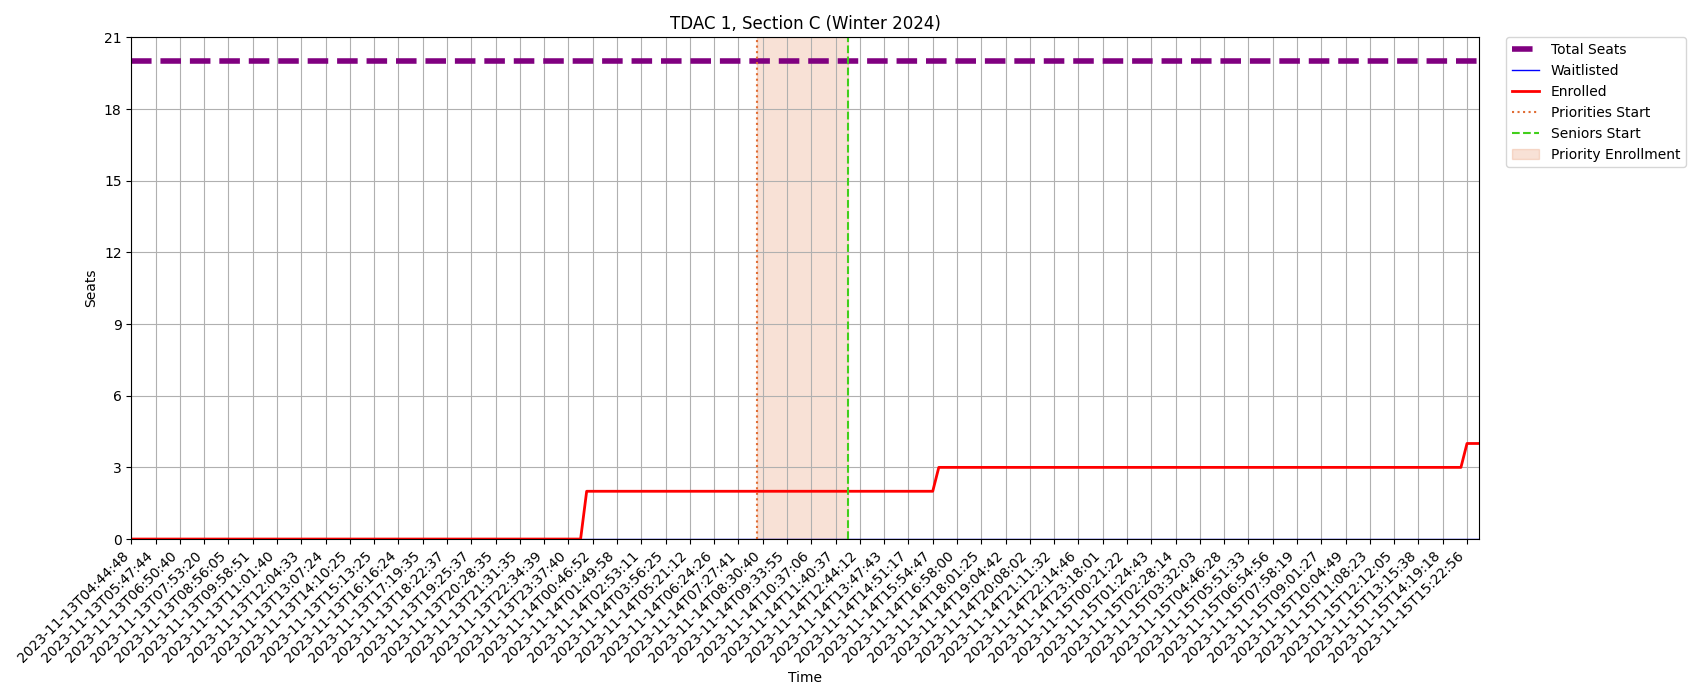 TDAC 1, Section C (Winter 2024)
21
18
15
12
9
6
3
0
Seats
Total Seats
Waitlisted
Enrolled
Priorities Start
Seniors Start
Priority Enrollment
2023-11-13T04:44:48
2023-11-13T05:47:44
2023-11-13T06:50:40
2023-11-13T07:53:20
2023-11-13T08:56:05
2023-11-13T09:58:51
2023-11-13T11:01:40
2023-11-13T12:04:33
2023-11-13T13:07:24
2023-11-13T14:10:25
2023-11-13T15:13:25
2023-11-13T16:16:24
2023-11-13T17:19:35
2023-11-13T18:22:37
2023-11-13T19:25:37
2023-11-13T20:28:35
2023-11-13T21:31:35
2023-11-13T22:34:39
2023-11-13T23:37:40
2023-11-14T00:46:52
2023-11-14T01:49:58
2023-11-14T02:53:11
2023-11-14T03:56:25
2023-11-14T05:21:12
2023-11-14T06:24:26
2023-11-14T07:27:41
2023-11-14T08:30:40
2023-11-14T09:33:55
2023-11-14T10:37:06
2023-11-14T11:40:37
2023-11-14T12:44:12
2023-11-14T13:47:43
2023-11-14T14:51:17
2023-11-14T15:54:47
2023-11-14T16:58:00
2023-11-14T18:01:25
2023-11-14T19:04:42
2023-11-14T20:08:02
2023-11-14T21:11:32
2023-11-14T22:14:46
2023-11-14T23:18:01
2023-11-15T00:21:22
2023-11-15T01:24:43
2023-11-15T02:28:14
2023-11-15T03:32:03
2023-11-15T04:46:28
2023-11-15T05:51:33
2023-11-15T06:54:56
2023-11-15T07:58:19
2023-11-15T09:01:27
2023-11-15T10:04:49
2023-11-15T11:08:23
2023-11-15T12:12:05
2023-11-15T13:15:38
2023-11-15T14:19:18
2023-11-15T15:22:56
Time